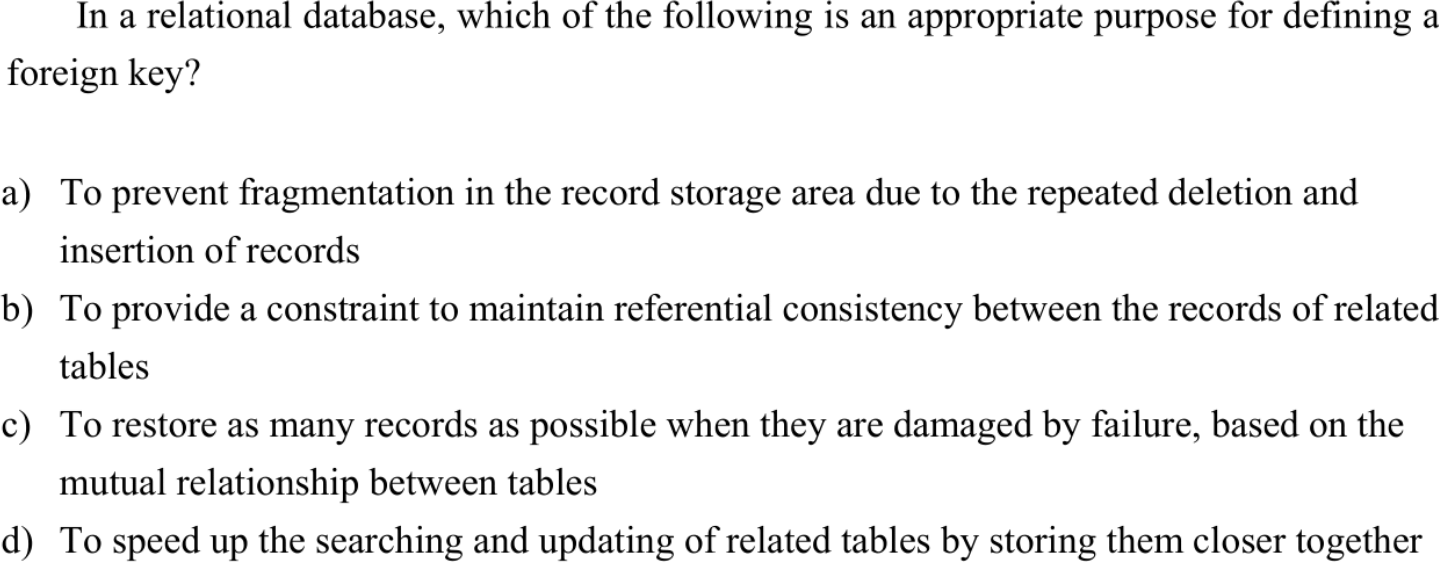 In a relational database, which of the following is an appropriate purpose for defining a
foreign key?
a) To prevent fragmentation in the record storage area due to the repeated deletion and
insertion of records
b) To provide a constraint to maintain referential consistency between the records of related
tables
c) To restore as many records as possible when they are damaged by failure, based on the
mutual relationship between tables
d) To speed up the searching and updating of related tables by storing them closer together